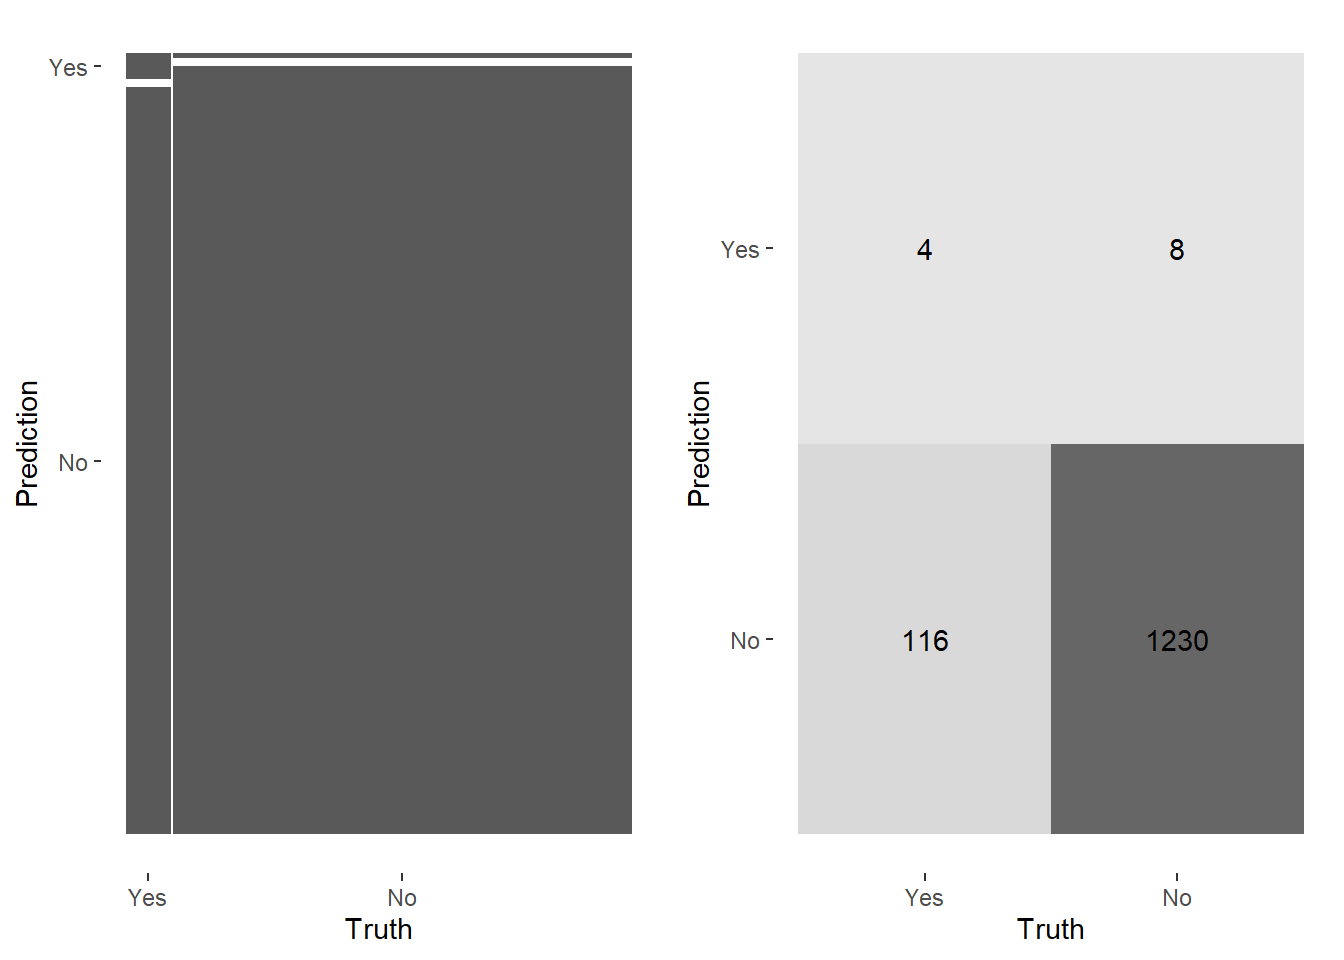 Yes
No
Prediction
Yes
No
Truth
Yes
No
Prediction
4
8
116
1230
Yes
No
Truth